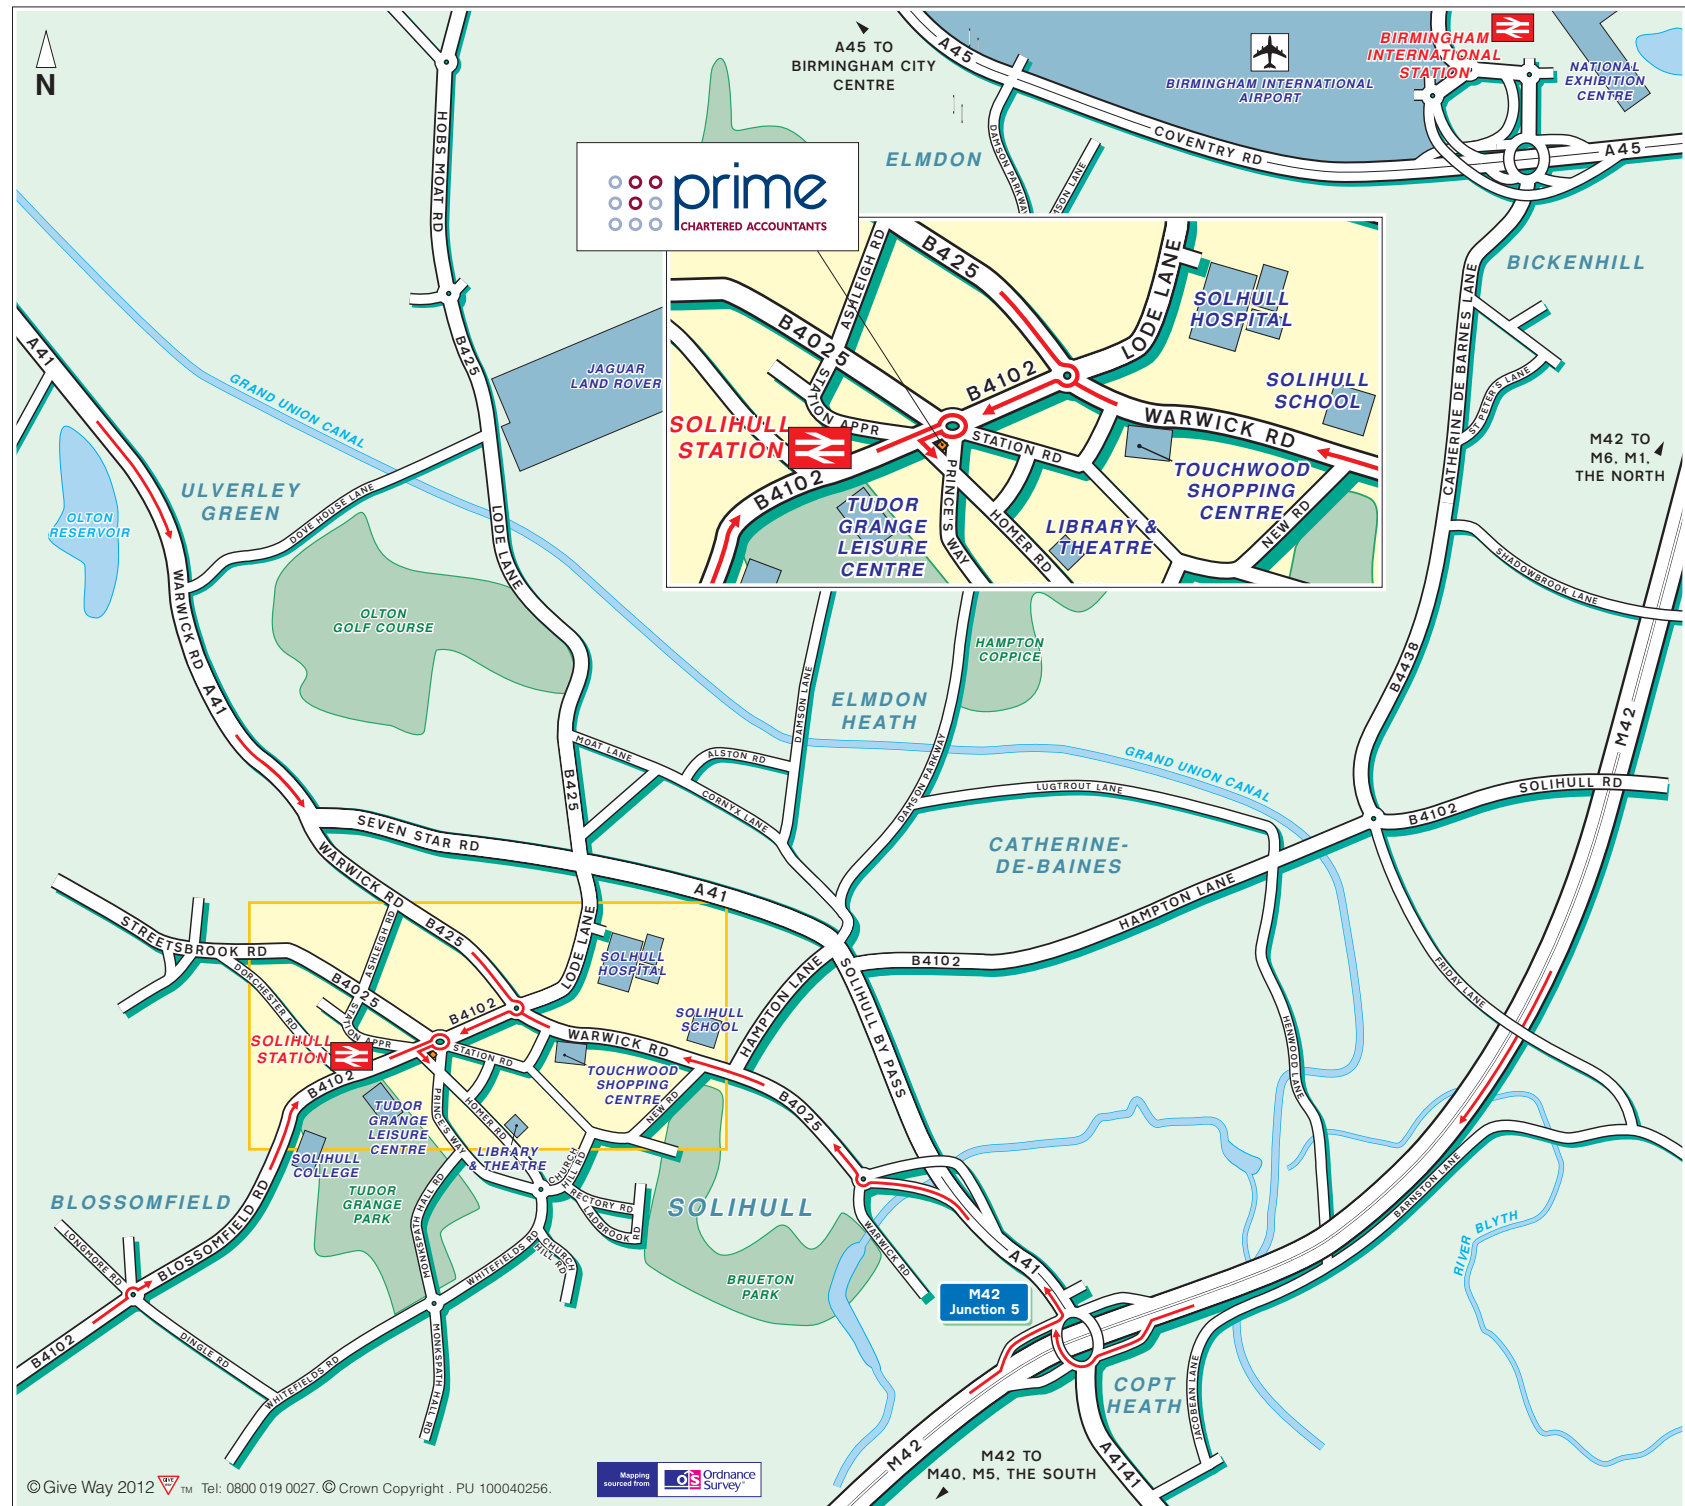 N
A45 TO
BIRMINGHAM CITY
CENTRE
A45
BIRMINGHAM INTERNATIONAL
AIRPORT
BIRMINGHAM
INTERNATIONAL
STATION
NATIONAL
EXHIBITION
CENTRE
COVENTRY RD
A45
HOBS MOAT RD
ELMDON
DAMSON PARKWAY
MSON LANE
prime
CHARTERED ACCOUNTANTS
BICKENHILL
CATHERINE DE BARNES LANE
ST PETER'S LANE
M42 TO
M6, M1,
THE NORTH
B425
ASHLEIGH RD
LODE LANE
SOLHULL
HOSPITAL
B4025
STATION APPR
B4102
SOLIHULL
SCHOOL
WARWICK RD
SOLIHULL
STATION
STATION RD
TOUCHWOOD
SHOPPING
CENTRE
B4102
TUDOR
GRANGE
LEISURE
CENTRE
PRINCE'S WAY
HOMER RD
LIBRARY &
THEATRE
NEW RD
A41
GRAND UNION CANAL
B425
JAGUAR
LAND ROVER
OLTON
RESERVOIR
ULVERLEY
GREEN
DOVE HOUSE LANE
LODE LANE
WARWICK RD
A41
OLTON
GOLF COURSE
SHADOWBROOK LANE
HAMPTON
COPPICE
B4438
ELMDON
HEATH
DAMSON LANE
M42
MOAT LANE
ALSTON RD
CORNYX LANE
DAMSON PARKWAY
GRAND UNION CANAL
LUGTROUT LANE
SOLIHULL RD
B4102
B425
SEVEN STAR RD
CATHERINE-
DE-BAINES
WARWICK RD
A41
HAMPTON LANE
B4102
STREETSBROOK RD
DORCHESTER RD
ASHLEIGH RD
B425
LODE LANE
SOLHULL
HOSPITAL
B4025
STATION APPR
B4102
SOLIHULL
SCHOOL
HAMPTON LANE
SOLIHULL BY PASS
FRIDAY LANE
HENWOOD LANE
SOLIHULL
STATION
STATION RD
WARWICK RD
TOUCHWOOD
SHOPPING
CENTRE
B4102
TUDOR
GRANGE
LEISURE
CENTRE
PRINCE'S WAY
HOMER RD
NEW RD
B4025
LIBRARY
& THEATRE
SOLIHULL
COLLEGE
CHURCH
HILL RD
RECTORY RD
LADBROOK RD
BLOSSOMFIELD
TUDOR
GRANGE
PARK
MONKSPATH HALL RD
SOLIHULL
WARWICK RD
BARNSTON LANE
RIVER BLYTH
LONGMORE RD
BLOSSOMFIELD RD
WHITEFIELDS RD
CHURCH
HILL RD
BRUETON
PARK
A41
M42
Junction 5
B4102
DINGLE RD
WHITEFIELDS RD
MONKSPATH HALL RD
JACOBEAN LANE
COPT
HEATH
M42
M42 TO
M40, M5, THE SOUTH
A4141
© Give Way 2012 GIVE WAY TM Tel: 0800 019 0027. © Crown Copyright . PU 100040256.
Mapping
sourced from
OS Ordnance
Survey